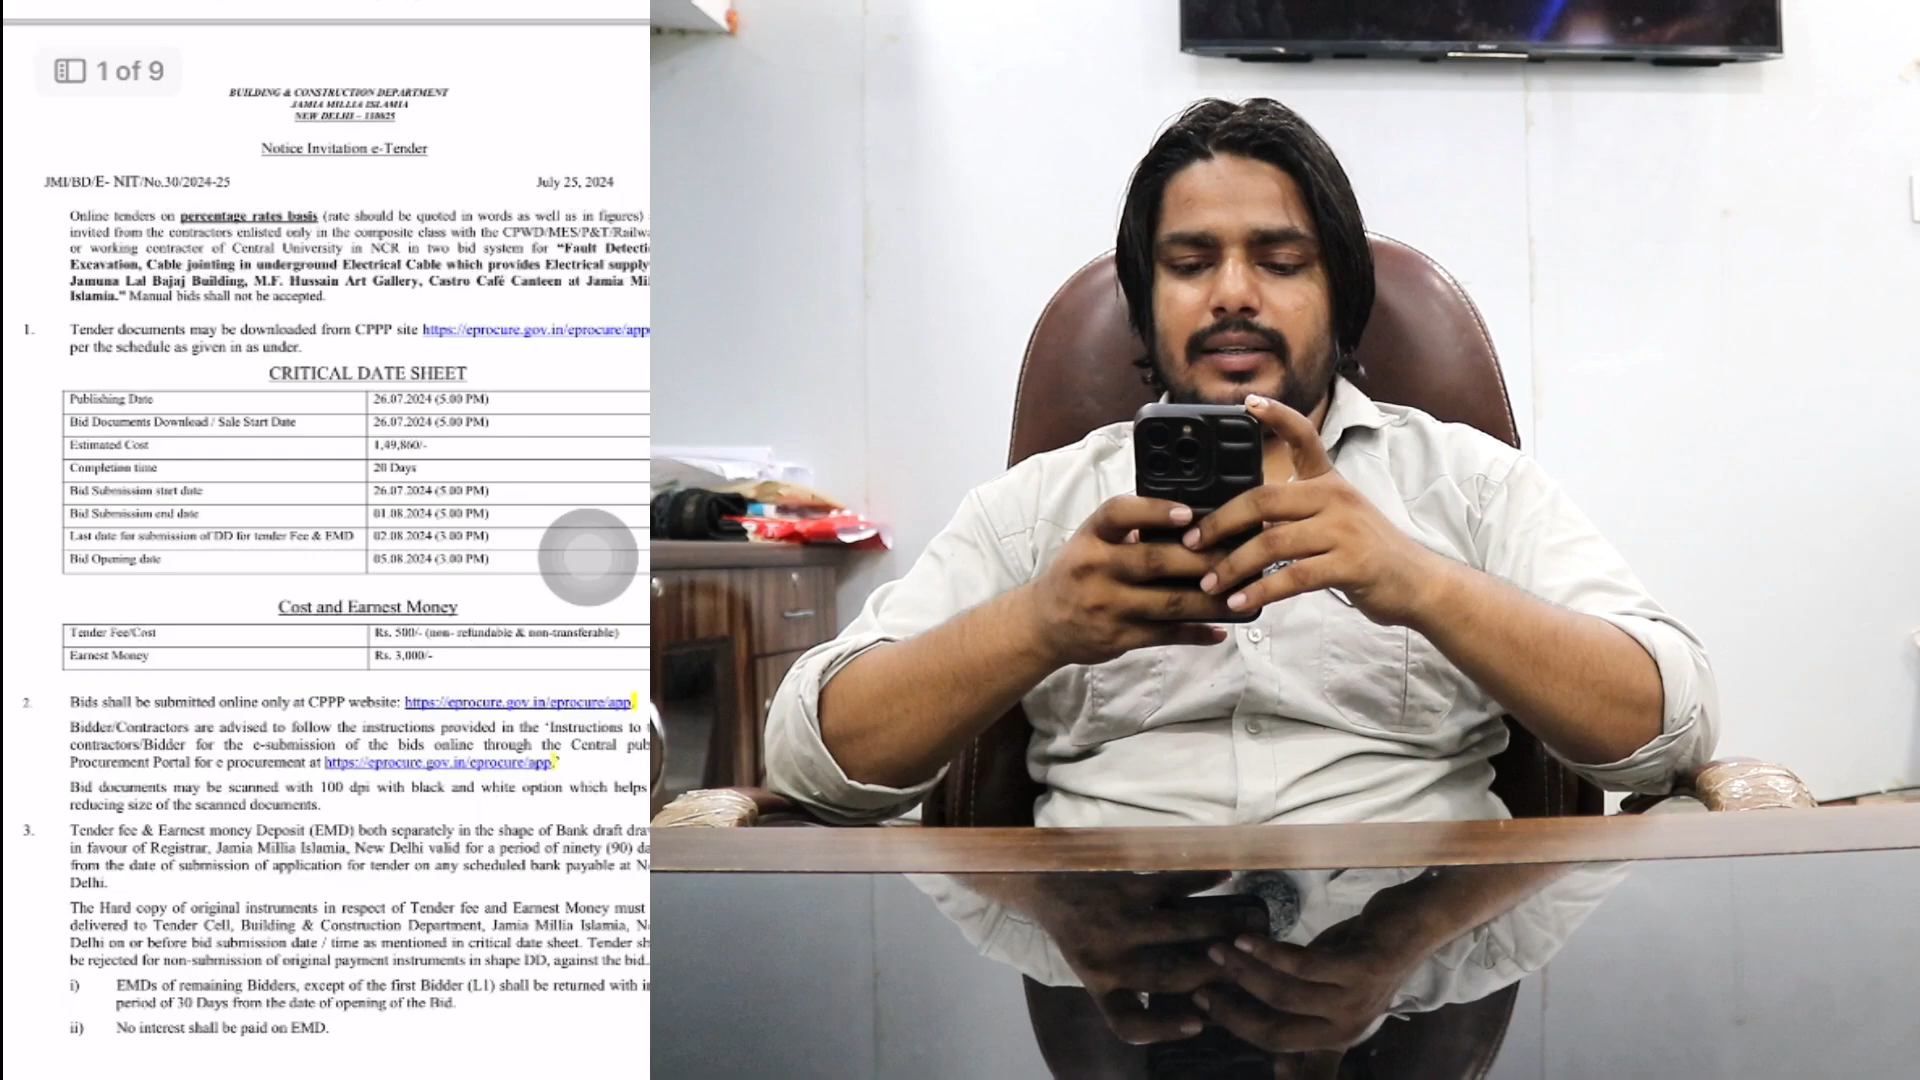 1 of 9
BUILDING & CONSTRUCTION DEPARTMENT
JAMIA MILLIA ISLAMIA
NEW DELHI – 110025
Notice Invitation e-Tender
JMI/BD/E- NIT/No.30/2024-25 July 25, 2024
Online tenders on percentage rates basis (rate should be quoted in words as well as in figures)
invited from the contractors enlisted only in the composite class with the CPWD/MES/P&T/Railwa
or working contractor of Central University in NCR in two bid system for “Fault Detecti
Excavation, Cable jointing in underground Electrical Cable which provides Electrical supply
Jamuna Lal Bajaj Building, M.F. Hussain Art Gallery, Castro Café Canteen at Jamia Mil
Islamia.” Manual bids shall not be accepted.
1. Tender documents may be downloaded from CPPP site https://eprocure.gov.in/eprocure/app
per the schedule as given in as under.
CRITICAL DATE SHEET
Publishing Date 26.07.2024 (5.00 PM)
Bid Documents Download / Sale Start Date 26.07.2024 (5.00 PM)
Estimated Cost 1,49,860/-
Completion time 20 Days
Bid Submission start date 26.07.2024 (5.00 PM)
Bid Submission end date 01.08.2024 (5.00 PM)
Last date for submission of DD for tender Fee & EMD 02.08.2024 (3.00 PM)
Bid Opening date 05.08.2024 (3.00 PM)
Cost and Earnest Money
Tender Fee/Cost Rs. 500/- (non- refundable & non-transferable)
Earnest Money Rs. 3,000/-
2. Bids shall be submitted online only at CPPP website: https://eprocure.gov.in/eprocure/app.
Bidder/Contractors are advised to follow the instructions provided in the ‘Instructions to
contractors/Bidder for the e-submission of the bids online through the Central pub
Procurement Portal for e procurement at https://eprocure.gov.in/eprocure/app.’
Bid documents may be scanned with 100 dpi with black and white option which helps
reducing size of the scanned documents.
3. Tender fee & Earnest money Deposit (EMD) both separately in the shape of Bank draft dra
in favour of Registrar, Jamia Millia Islamia, New Delhi valid for a period of ninety (90) da
from the date of submission of application for tender on any scheduled bank payable at N
Delhi.
The Hard copy of original instruments in respect of Tender fee and Earnest Money must
delivered to Tender Cell, Building & Construction Department, Jamia Millia Islamia, N
Delhi on or before bid submission date / time as mentioned in critical date sheet. Tender sh
be rejected for non-submission of original payment instruments in shape DD, against the bid.
i) EMDs of remaining Bidders, except of the first Bidder (L1) shall be returned with i
period of 30 Days from the date of opening of the Bid.
ii) No interest shall be paid on EMD.